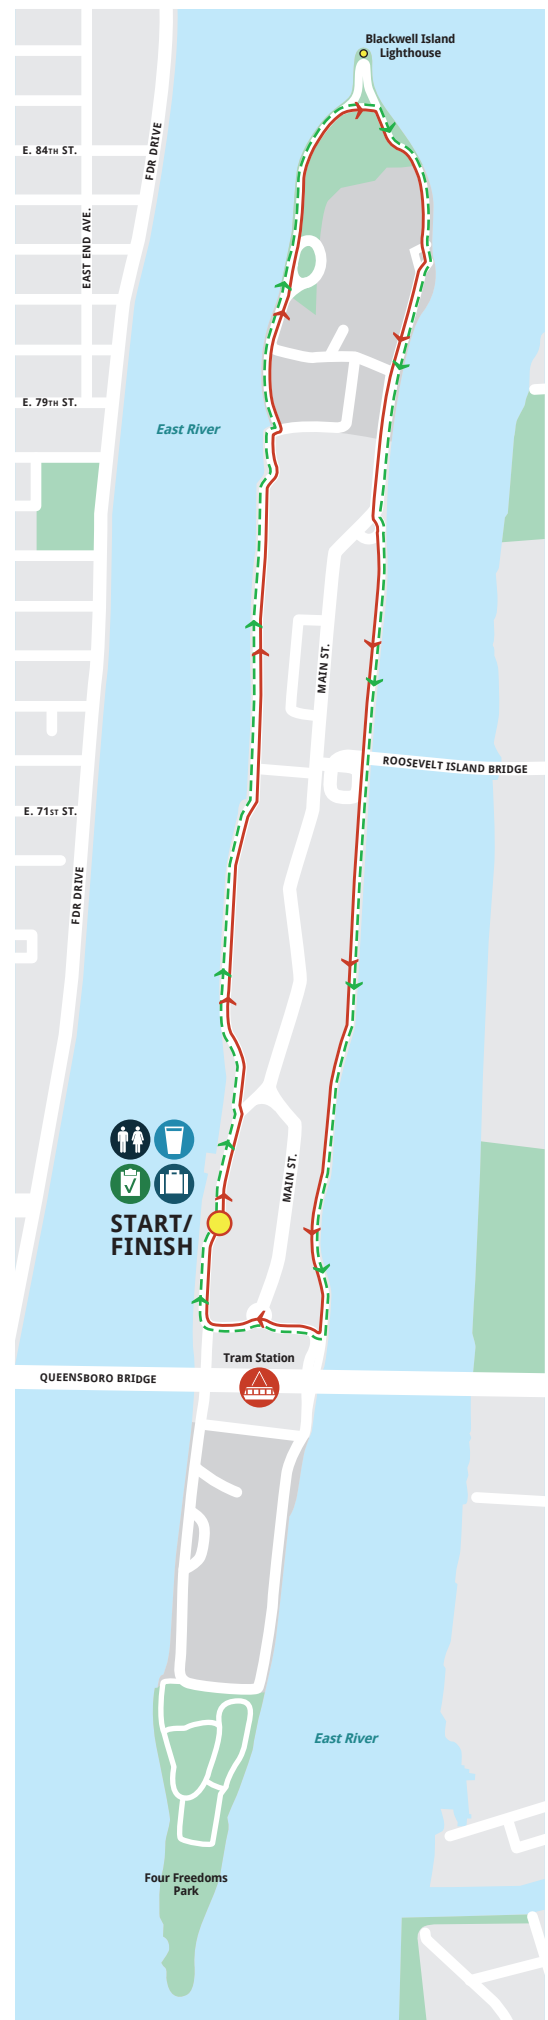 Blackwell Island
Lighthouse
E. 84TH ST.
FDR DRIVE
EAST END AVE.
E. 79TH ST.
East River
MAIN ST.
ROOSEVELT ISLAND BRIDGE
E. 71ST ST.
FDR DRIVE
MAIN ST.
START/
FINISH
Tram Station
QUEENSBORO BRIDGE
East River
Four Freedoms
Park